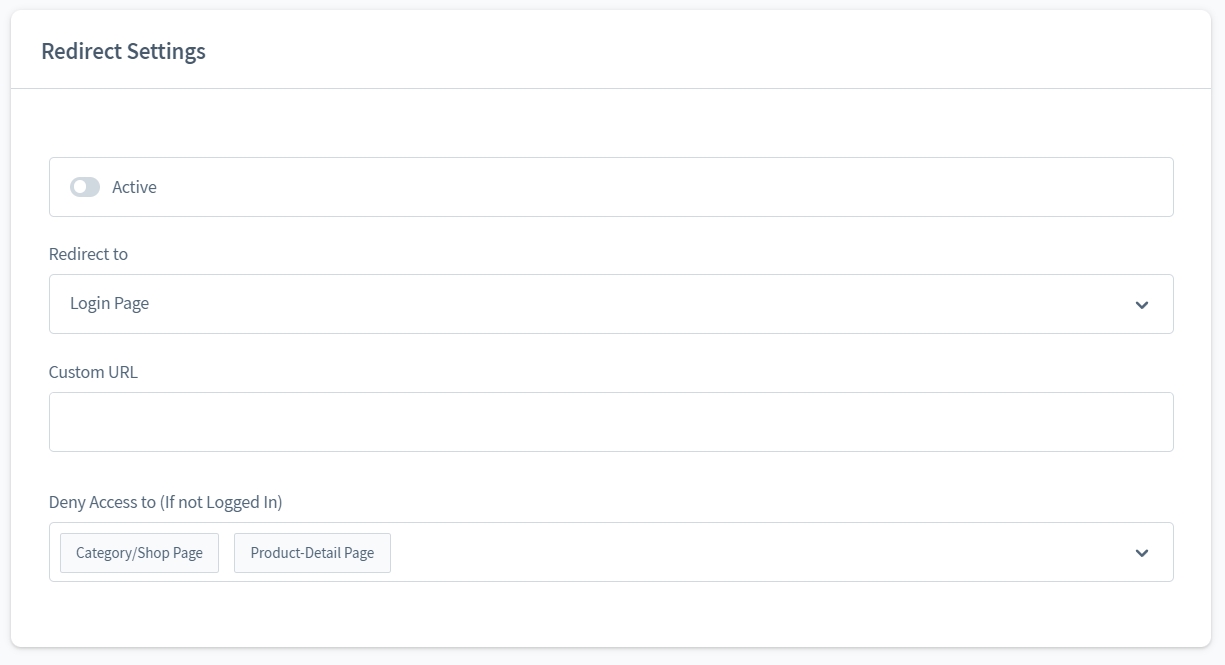 Redirect Settings
Active
Redirect to
Login Page
Custom URL
Deny Access to (If not Logged In)
Category/Shop Page Product-Detail Page